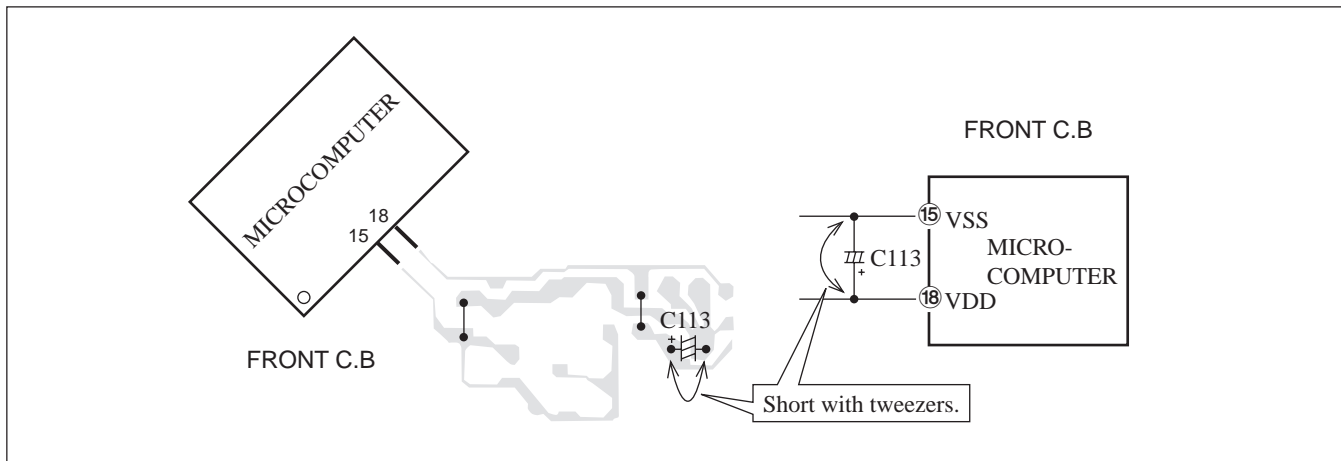 MICROCOMPUTER
18
15
FRONT C.B
C113
+
FRONT C.B
15 VSS
C113
+
MICRO-
COMPUTER
18 VDD
Short with tweezers.